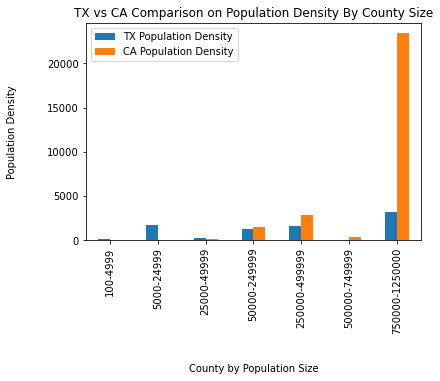 TX vs CA Comparison on Population Density By County Size
TX Population Density
CA Population Density
Population Density
20000
15000
10000
5000
0
100-4999
5000-24999
25000-49999
50000-249999
250000-499999
500000-749999
750000-1250000
County by Population Size